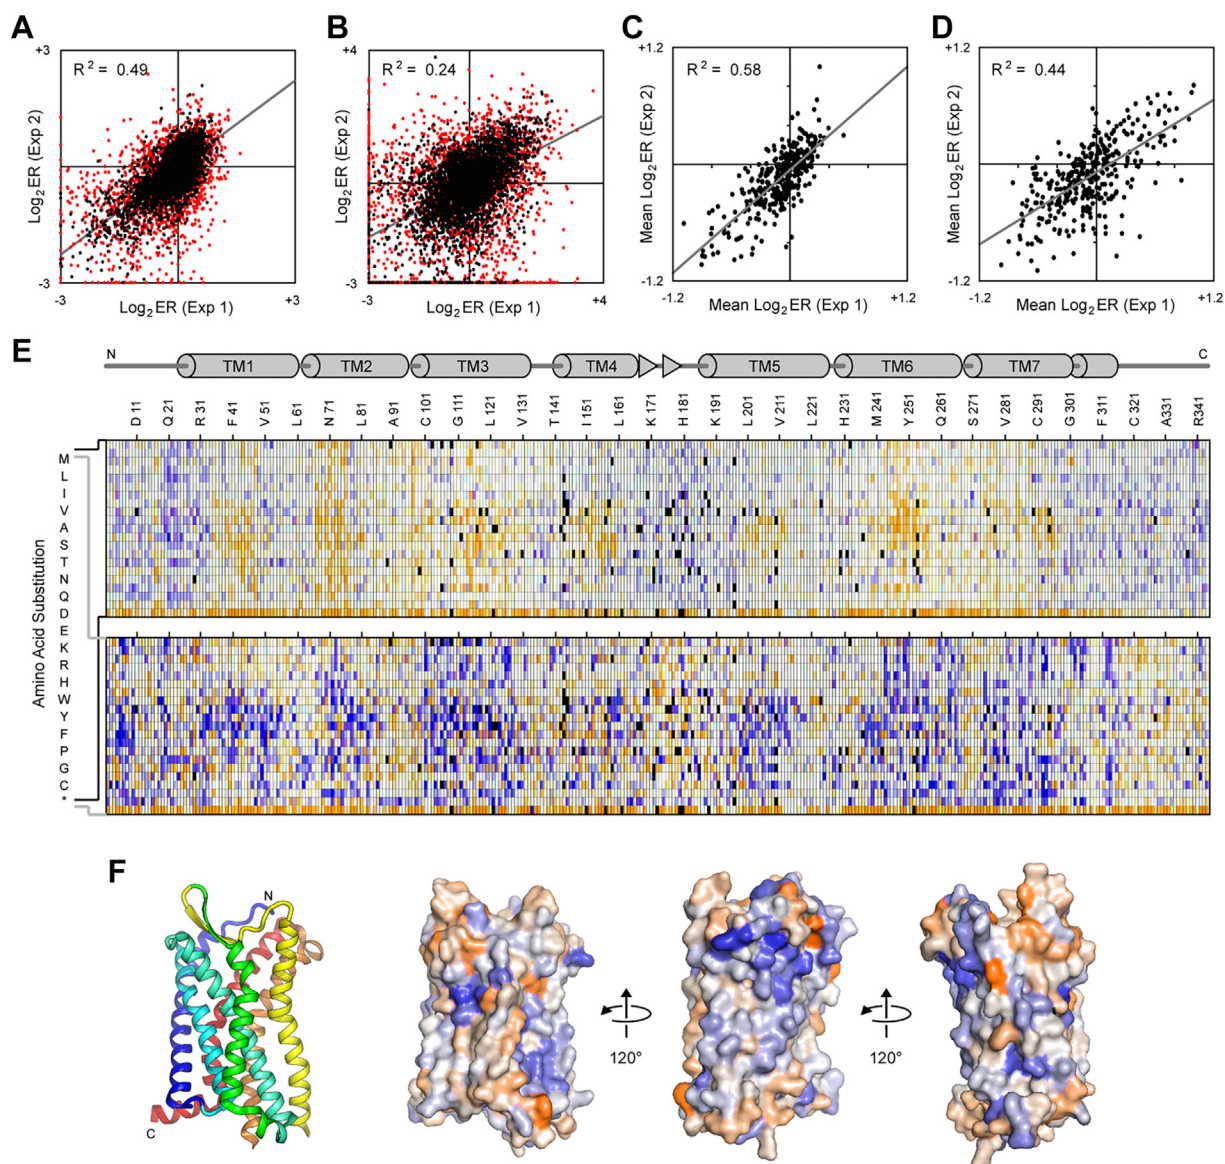 A
B
C
D
+3
R² = 0.49
Log₂ER (Exp 2)
-3
-3
+3
Log₂ER (Exp 1)
+4
R² = 0.24
Log₂ER (Exp 2)
-3
-3
+4
Log₂ER (Exp 1)
+1.2
R² = 0.58
Mean Log₂ER (Exp 2)
-1.2
-1.2
+1.2
Mean Log₂ER (Exp 1)
+1.2
R² = 0.44
Mean Log₂ER (Exp 2)
-1.2
-1.2
+1.2
Mean Log₂ER (Exp 1)
E
N
TM1
TM2
TM3
TM4
TM5
TM6
TM7
C
D 11
Q 21
R 31
F 41
V 51
L 61
N 71
L 81
A 91
C 101
G 111
L 121
V 131
T 141
I 151
L 161
K 171
H 181
K 191
L 201
V 211
L 221
H 231
M 241
Y 251
Q 261
S 271
V 281
C 291
G 301
F 311
C 321
A331
R341
Amino Acid Substitution
M
L
I
V
A
S
T
N
Q
D
E
K
R
H
W
Y
F
P
G
C
*
F
N
C
120°
120°